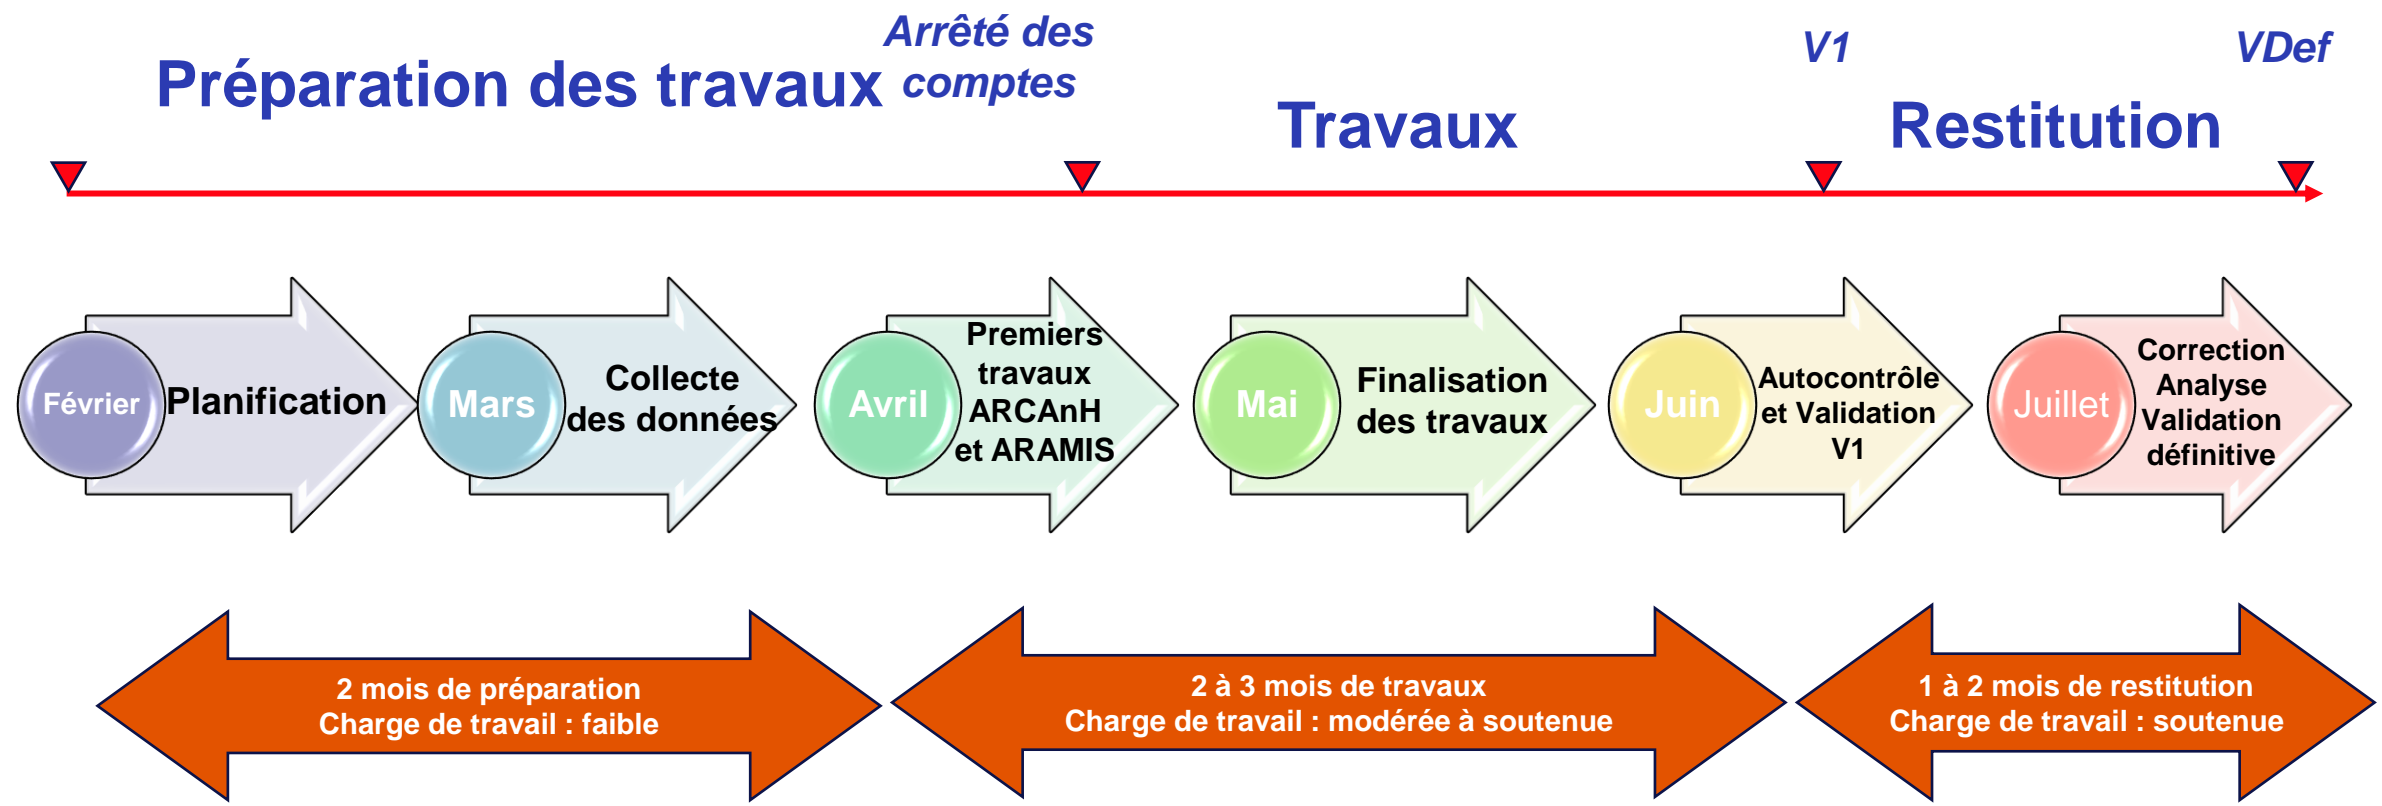 Arrêté des
comptes
V1
VDef
Préparation des travaux
Travaux
Restitution
Février
Planification
Mars
Collecte
des données
Avril
Premiers
travaux
ARCAnH
et ARAMIS
Mai
Finalisation
des travaux
Juin
Autocontrôle
et Validation
V1
Juillet
Correction
Analyse
Validation
définitive
2 mois de préparation
Charge de travail : faible
2 à 3 mois de travaux
Charge de travail : modérée à soutenue
1 à 2 mois de restitution
Charge de travail : soutenue